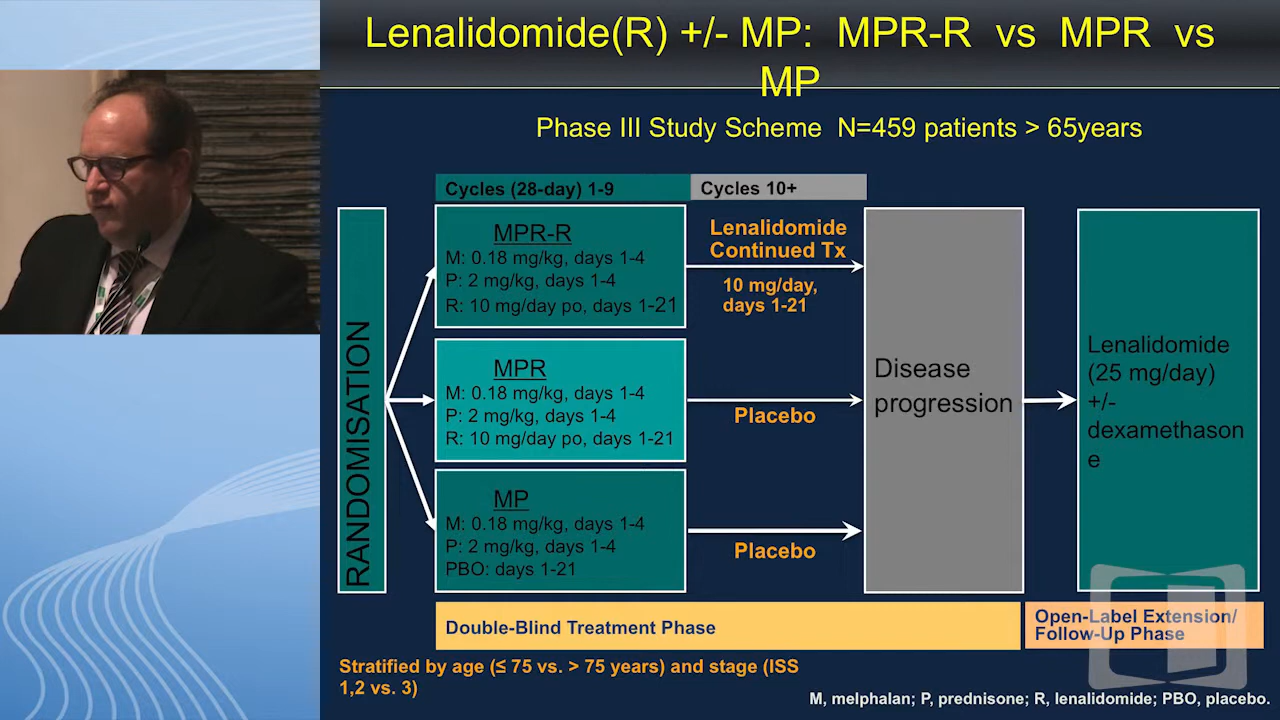 Lenalidomide(R) +/- MP: MPR-R vs MPR vs
MP
Phase III Study Scheme N=459 patients > 65years
Cycles (28-day) 1-9
Cycles 10+
RANDOMISATION
MPR-R
M: 0.18 mg/kg, days 1-4
P: 2 mg/kg, days 1-4
R: 10 mg/day po, days 1-21
Lenalidomide
Continued Tx
10 mg/day,
days 1-21
MPR
M: 0.18 mg/kg, days 1-4
P: 2 mg/kg, days 1-4
R: 10 mg/day po, days 1-21
Placebo
MP
M: 0.18 mg/kg, days 1-4
P: 2 mg/kg, days 1-4
PBO: days 1-21
Placebo
Disease
progression
Lenalidomide
(25 mg/day)
+/-
dexamethason
e
Double-Blind Treatment Phase
Open-Label Extension/
Follow-Up Phase
Stratified by age (≤ 75 vs. > 75 years) and stage (ISS
1,2 vs. 3)
M, melphalan; P, prednisone; R, lenalidomide; PBO, placebo.